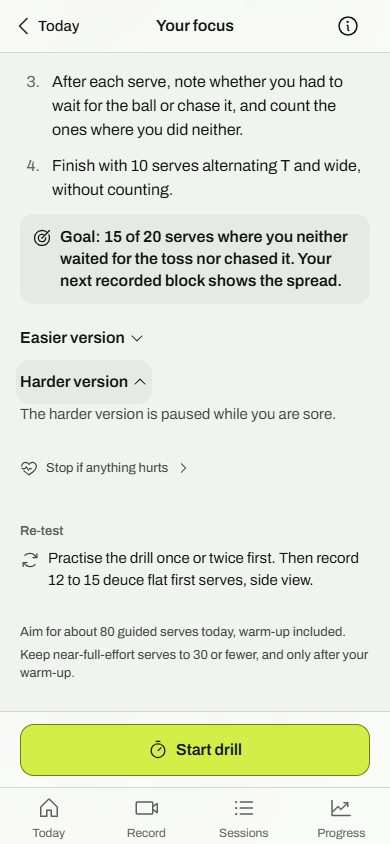 Today
Your focus
3. After each serve, note whether you had to
wait for the ball or chase it, and count the
ones where you did neither.
4. Finish with 10 serves alternating T and wide,
without counting.
Goal: 15 of 20 serves where you neither
waited for the toss nor chased it. Your
next recorded block shows the spread.
Easier version
Harder version
The harder version is paused while you are sore.
Stop if anything hurts
Re-test
Practise the drill once or twice first. Then record
12 to 15 deuce flat first serves, side view.
Aim for about 80 guided serves today, warm-up included.
Keep near-full-effort serves to 30 or fewer, and only after your
warm-up.
Start drill
Today
Record
Sessions
Progress